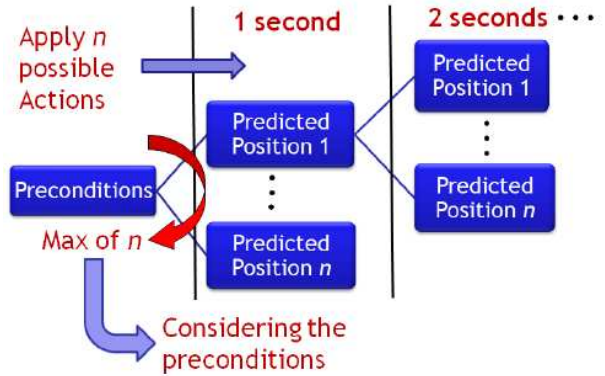 Apply n
possible
Actions
1 second
2 seconds ···
Preconditions
Predicted
Position 1
Predicted
Position n
Predicted
Position 1
Predicted
Position n
Max of n
Considering the
preconditions